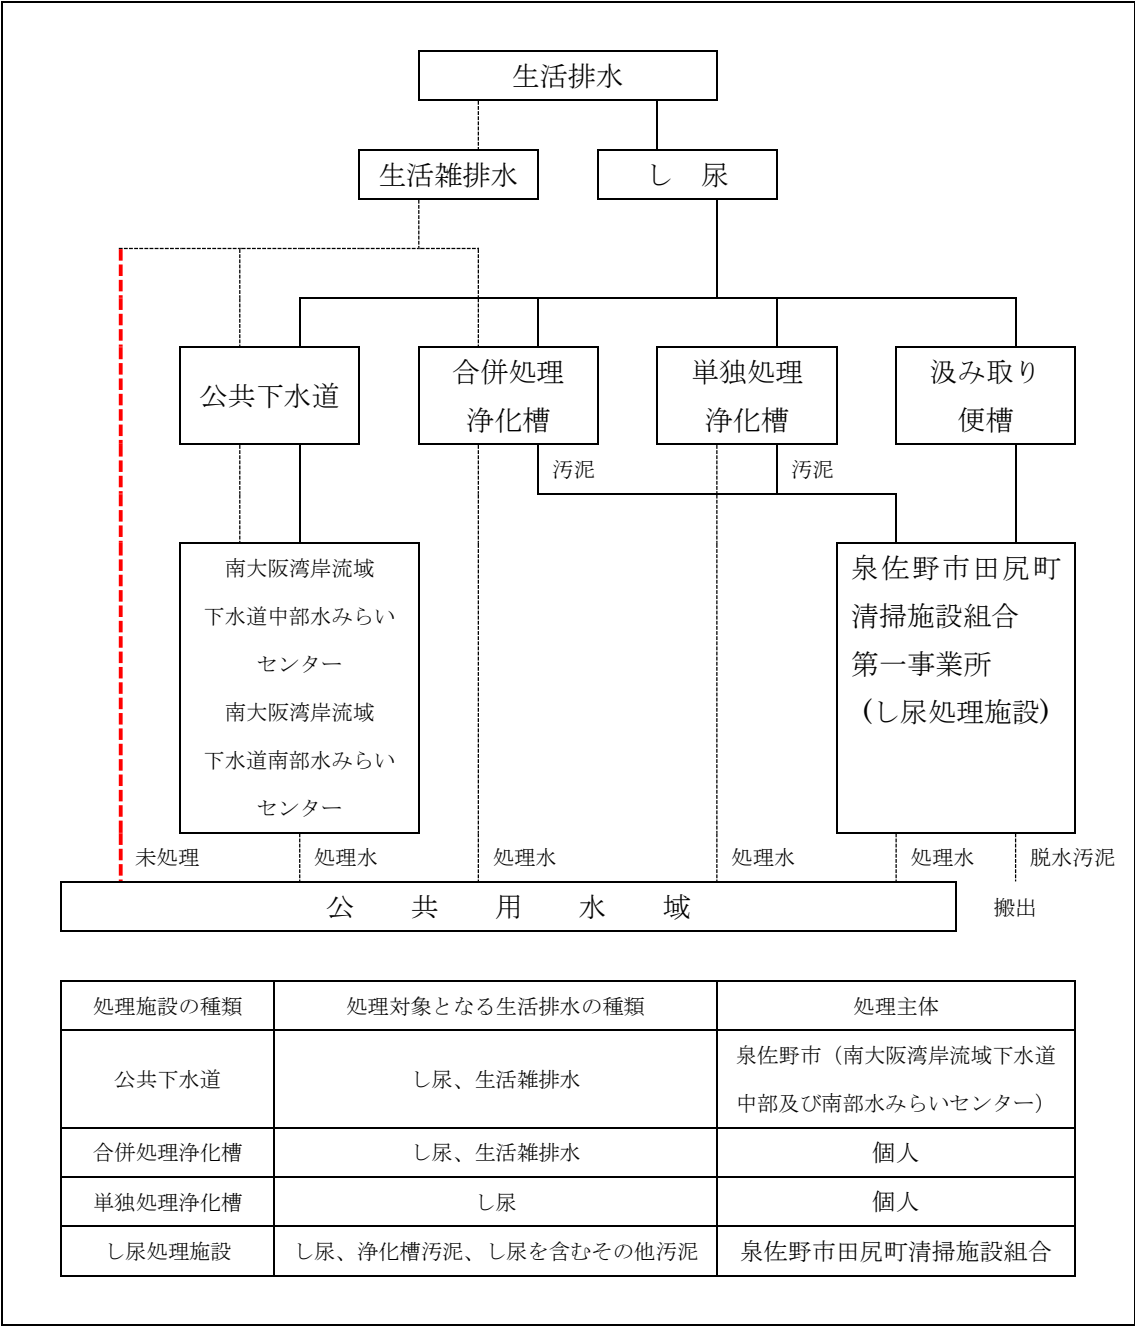 生活排水
生活雑排水
し　尿
公共下水道
合併処理
浄化槽
単独処理
浄化槽
汲み取り
便槽
汚泥
汚泥
南大阪湾岸流域
下水道中部水みらい
センター
南大阪湾岸流域
下水道南部水みらい
センター
泉佐野市田尻町
清掃施設組合
第一事業所
(し尿処理施設)
未処理
処理水
処理水
処理水
処理水
脱水汚泥
公　共　用　水　域
搬出
処理施設の種類
処理対象となる生活排水の種類
処理主体
公共下水道
し尿、生活雑排水
泉佐野市（南大阪湾岸流域下水道
中部及び南部水みらいセンター）
合併処理浄化槽
し尿、生活雑排水
個人
単独処理浄化槽
し尿
個人
し尿処理施設
し尿、浄化槽汚泥、し尿を含むその他汚泥
泉佐野市田尻町清掃施設組合